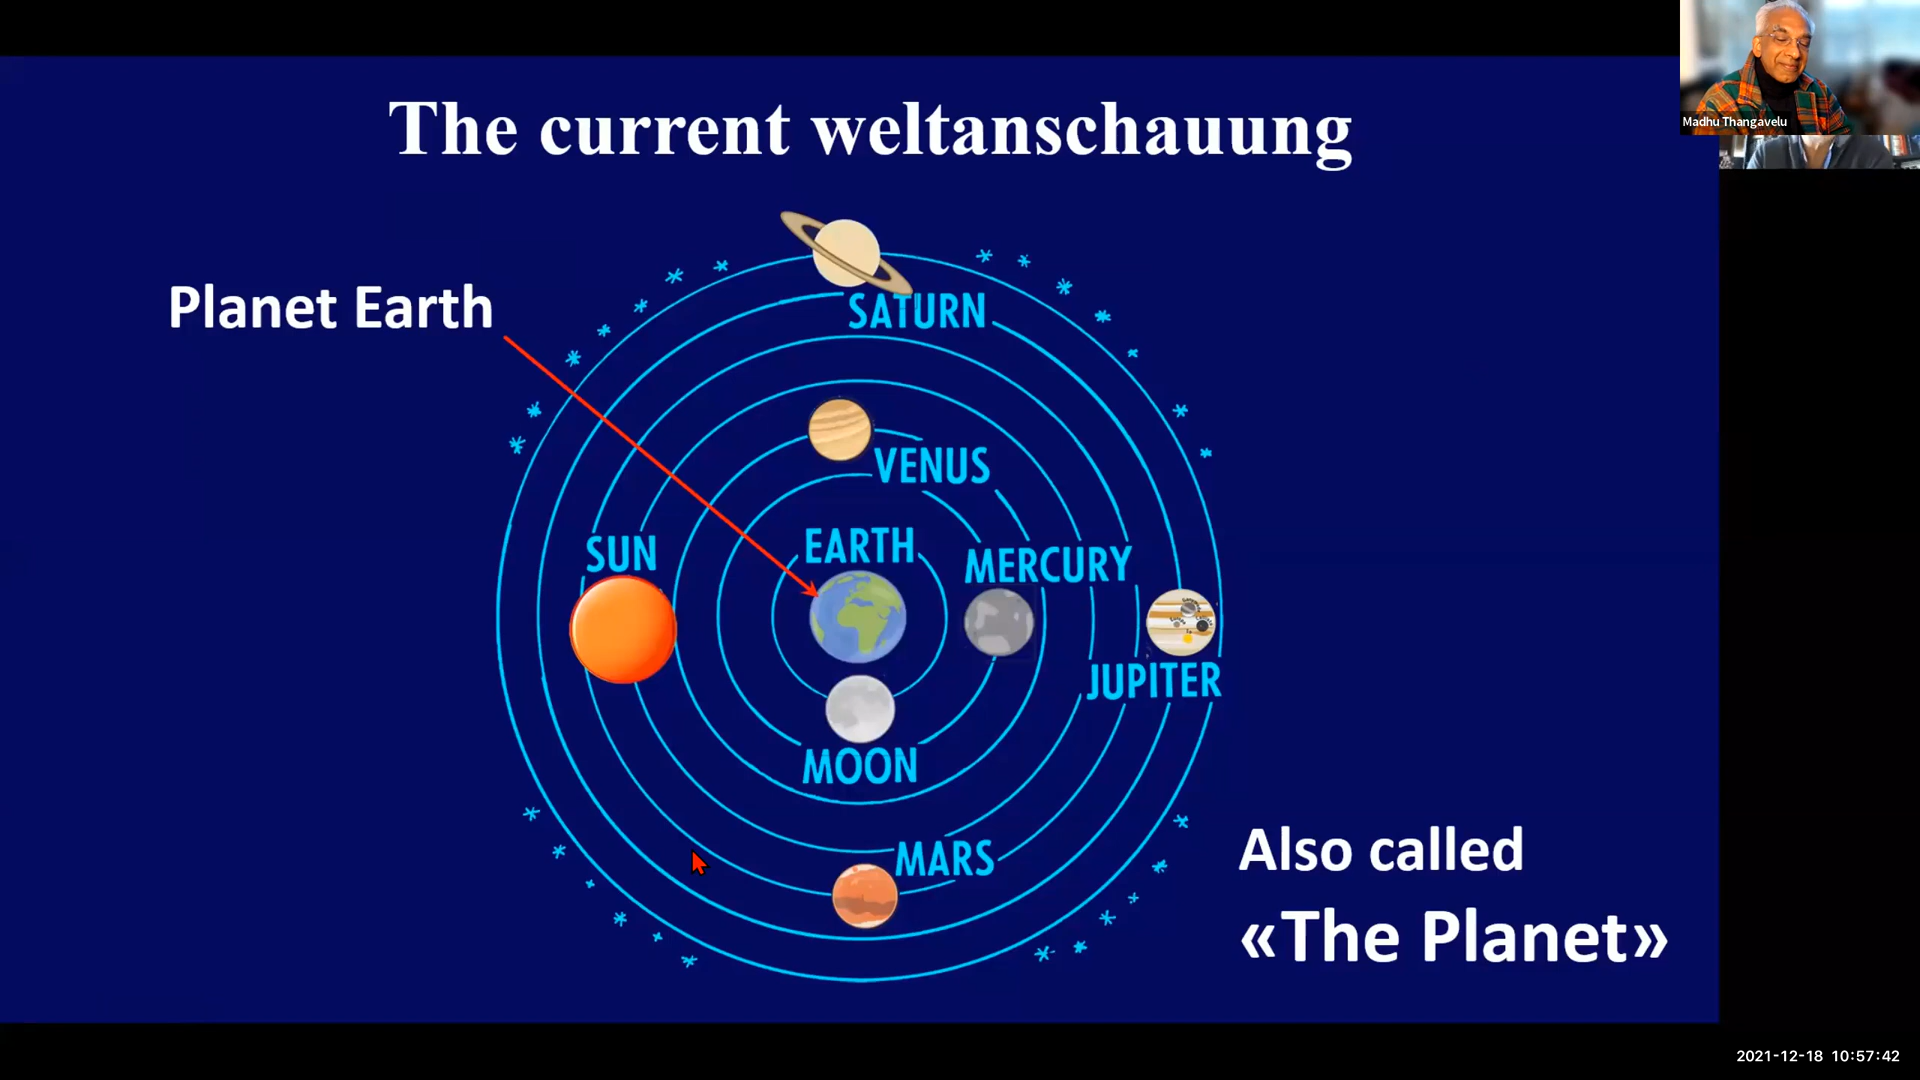 The current weltanschauung
Madhu Thangavelu
Planet Earth
SATURN
VENUS
EARTH
SUN
MERCURY
JUPITER
MOON
MARS
Also called
«The Planet»
2021-12-18 10:57:42